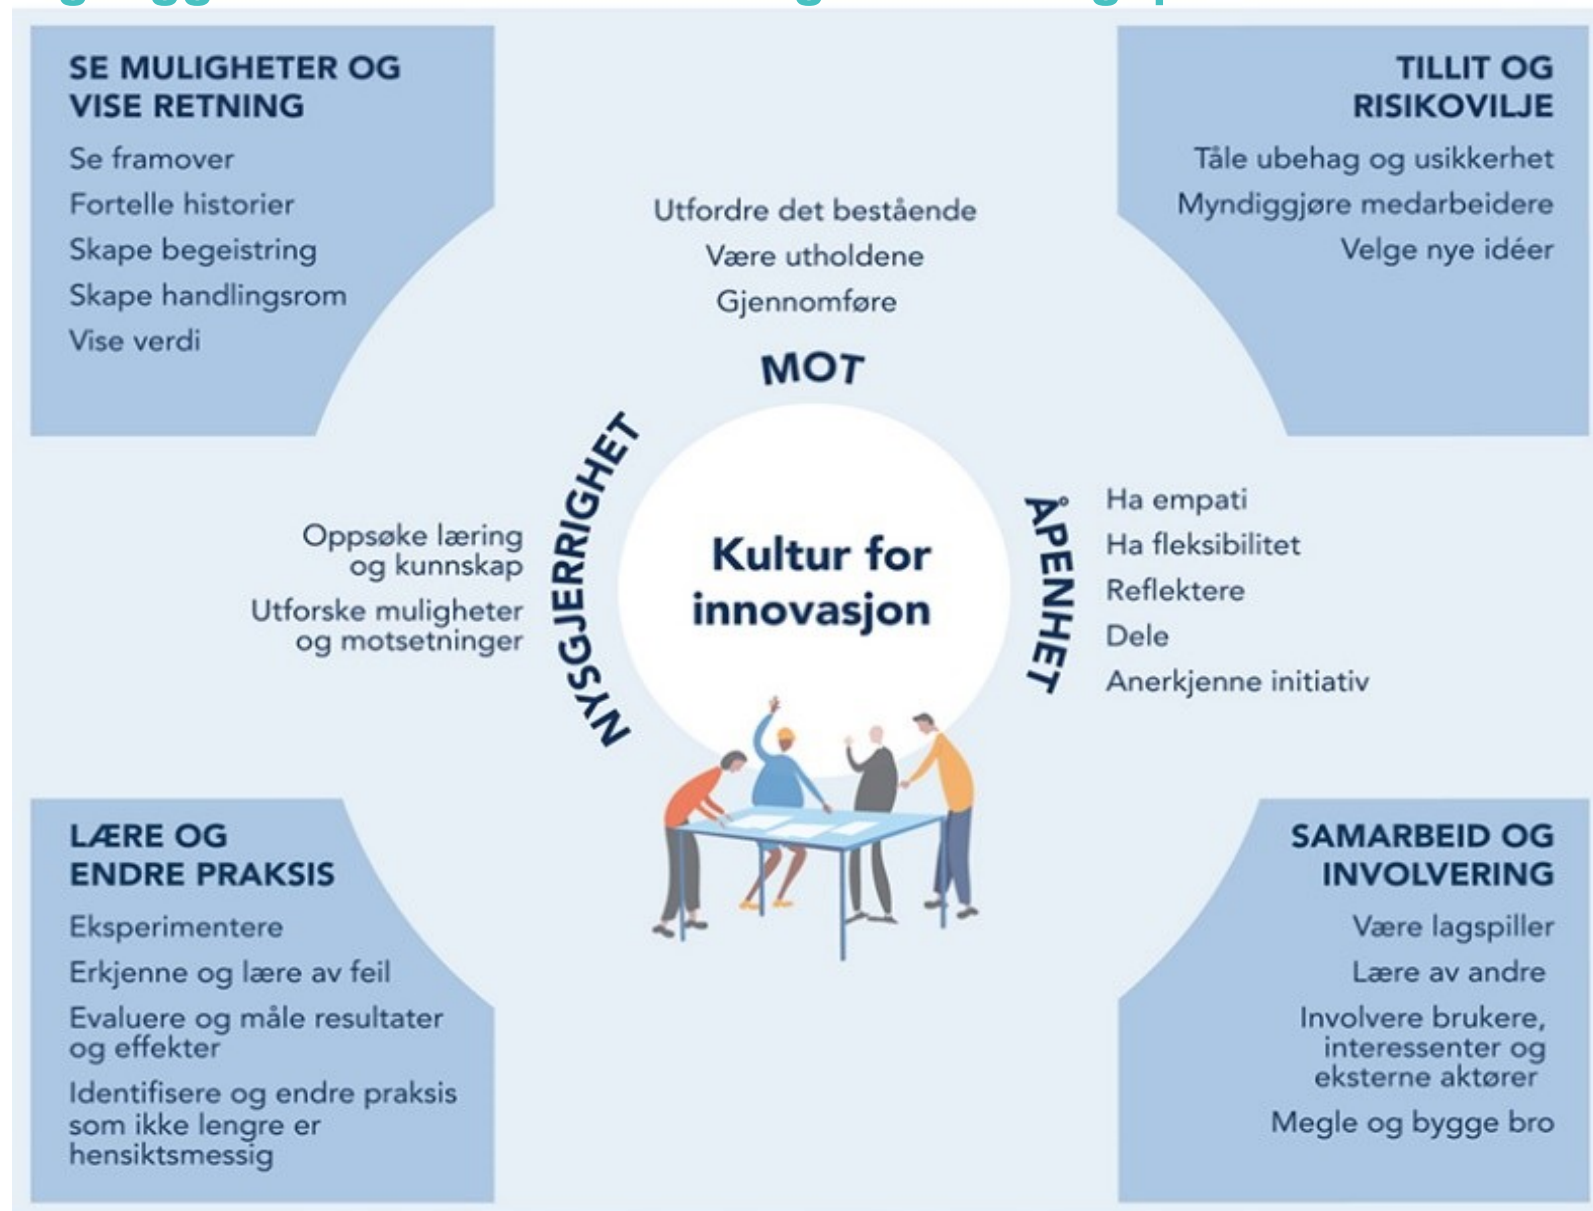 SE MULIGHETER OG
VISE RETNING
Se framover
Fortelle historier
Skape begeistring
Skape handlingsrom
Vise verdi
TILLIT OG
RISIKOVILJE
Tåle ubehag og usikkerhet
Myndiggjøre medarbeidere
Velge nye idéer
Utfordre det bestående
Være utholdene
Gjennomføre
MOT
NYSGJERRIGHET
Oppsøke læring
og kunnskap
Utforske muligheter
og motsetninger
Kultur for
innovasjon
ÅPENHET
Ha empati
Ha fleksibilitet
Reflektere
Dele
Anerkjenne initiativ
LÆRE OG
ENDRE PRAKSIS
Eksperimentere
Erkjenne og lære av feil
Evaluere og måle resultater
og effekter
Identifisere og endre praksis
som ikke lengre er
hensiktsmessig
SAMARBEID OG
INVOLVERING
Være lagspiller
Lære av andre
Involvere brukere,
interessenter og
eksterne aktører
Megle og bygge bro